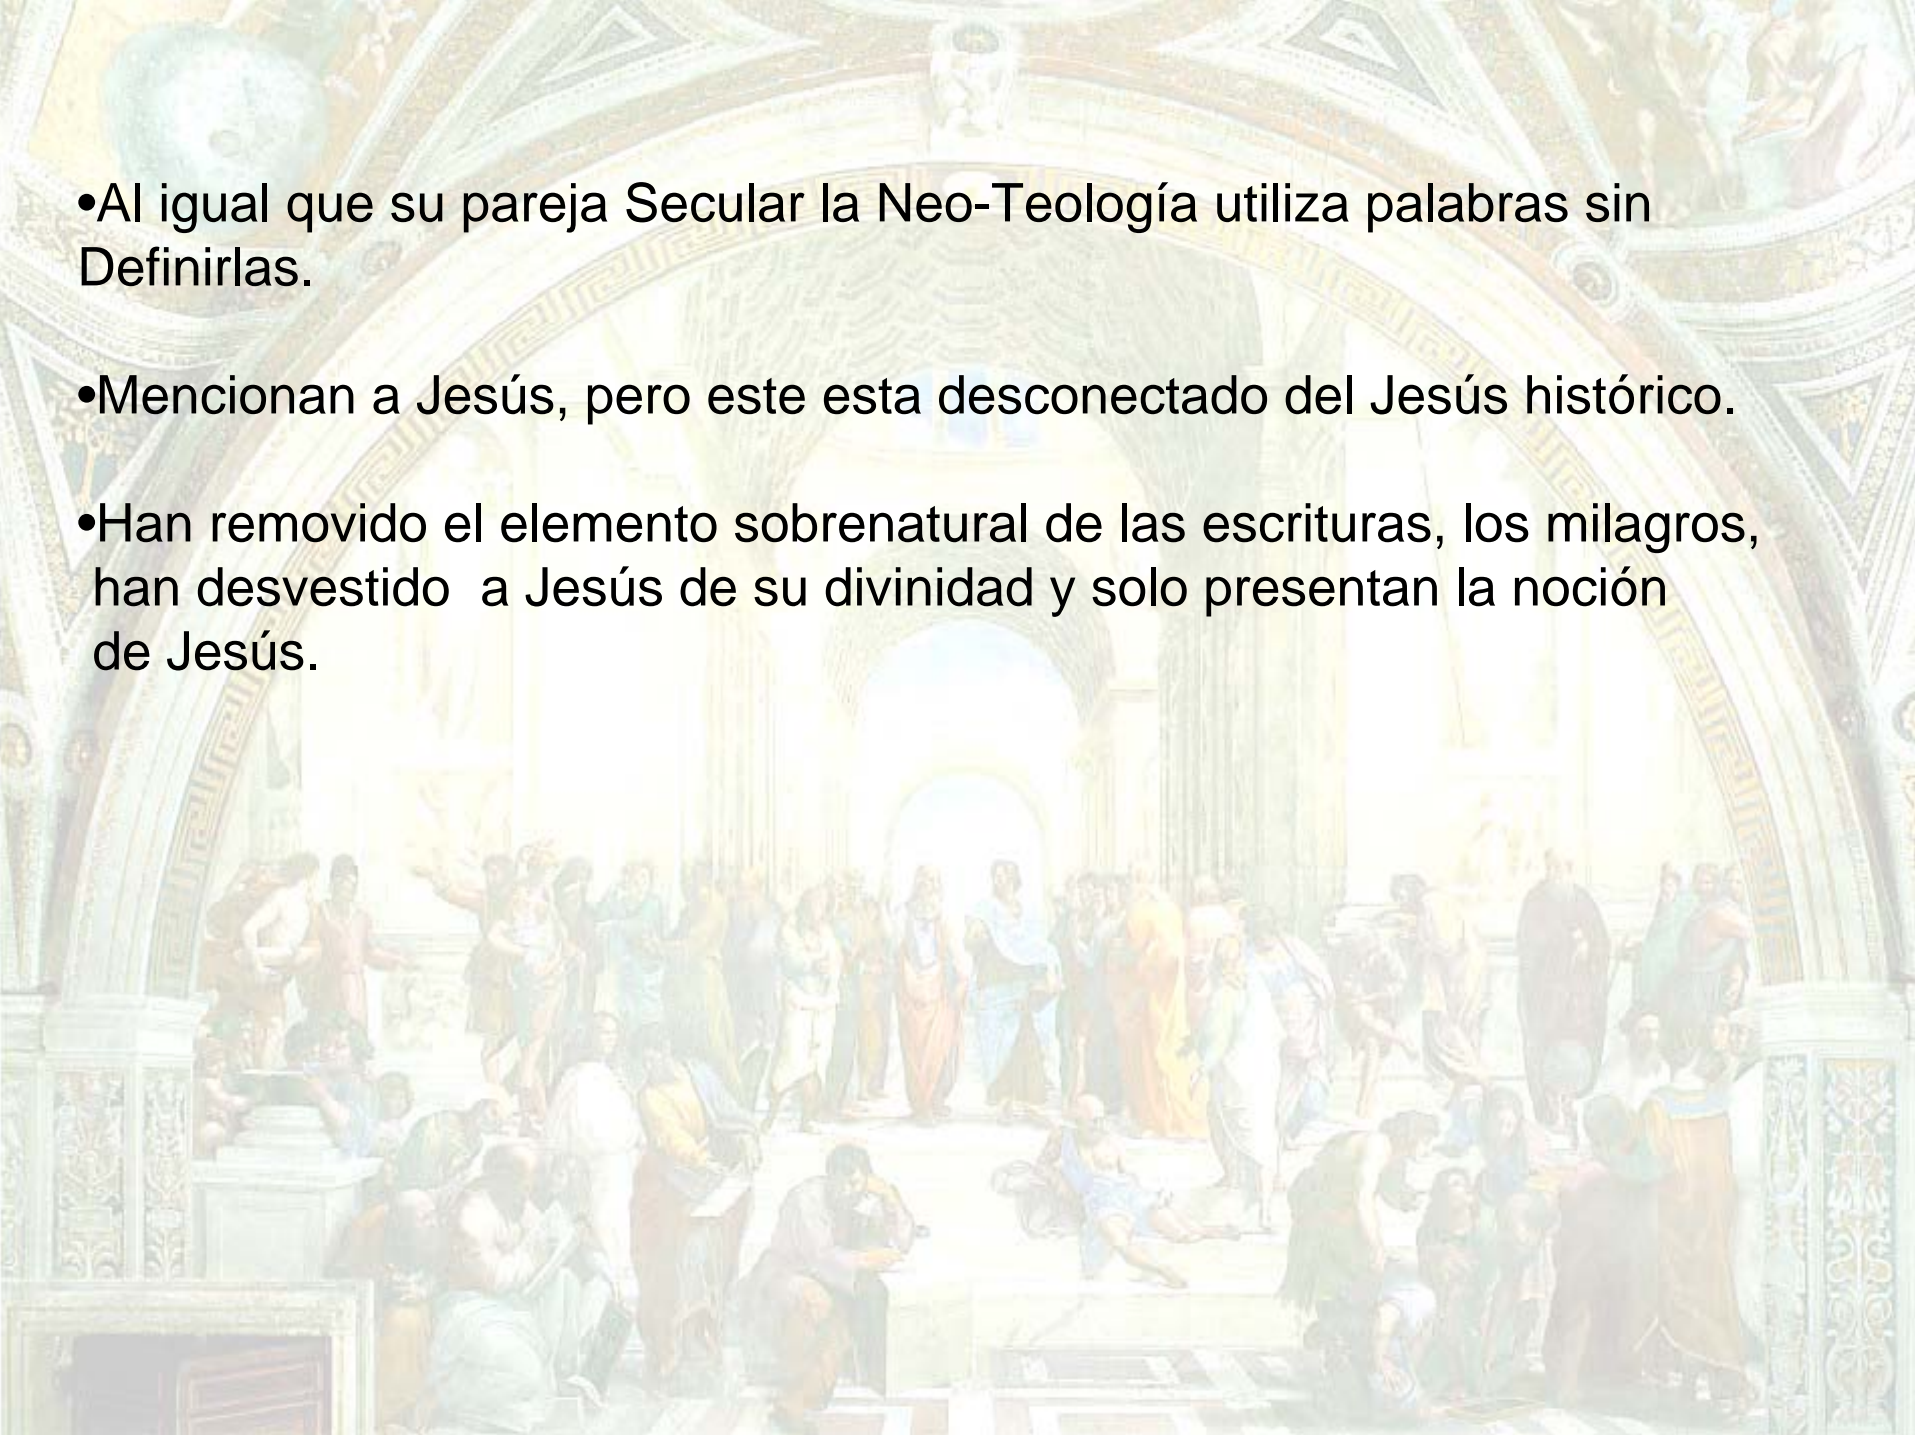 •Al igual que su pareja Secular la Neo-Teología utiliza palabras sin
Definirlas.
•Mencionan a Jesús, pero este esta desconectado del Jesús histórico.
•Han removido el elemento sobrenatural de las escrituras, los milagros,
han desvestido  a Jesús de su divinidad y solo presentan la noción
de Jesús.